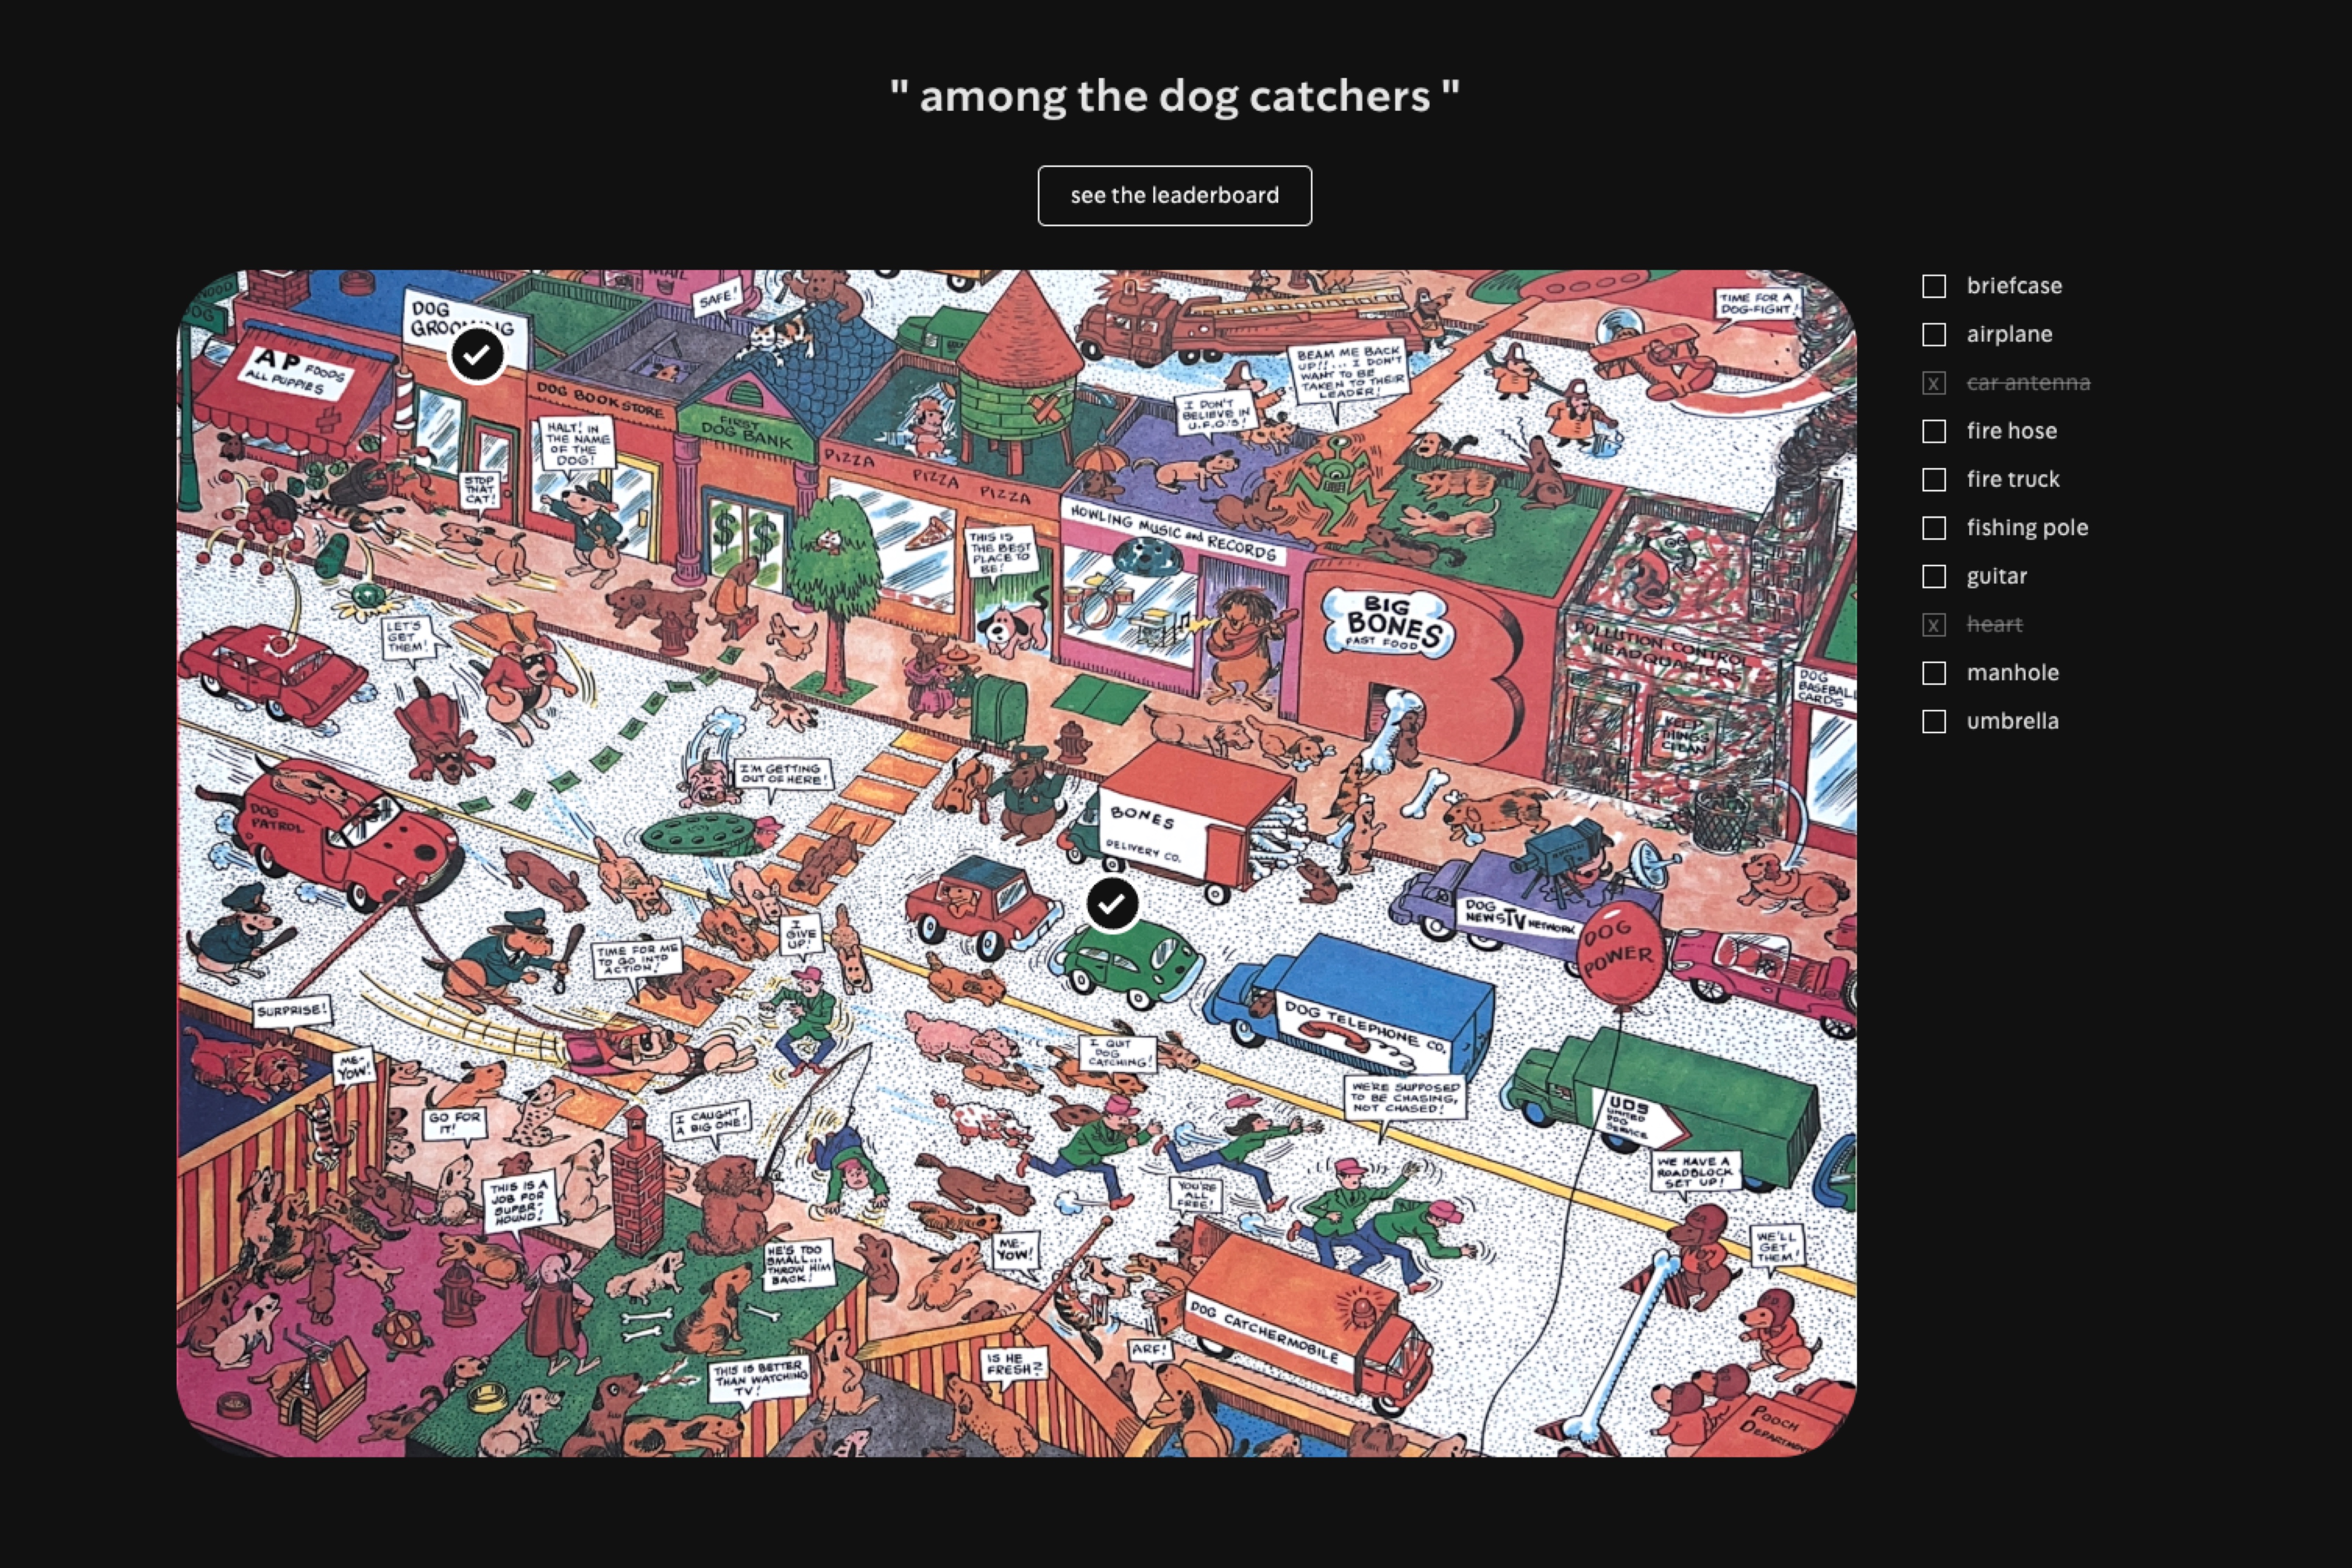 " among the dog catchers "
see the leaderboard
briefcase
airplane
x car antenna
fire hose
fire truck
fishing pole
guitar
x heart
manhole
umbrella
MAIL
DOG
SAFE!
TIME FOR A
DOG-FIGHT!
DOG
AP FOODS
ALL PUPPIES
DOG BOOK STORE
FIRST
DOG BANK
BEAM ME BACK
UP!!... I DON'T
WANT TO BE
TAKEN TO THEIR
LEADER!
I DON'T
BELIEVE IN
U.F.O'S!
HALT! IN
THE NAME
OF THE
DOG!
STOP
THAT
CAT!
PIZZA PIZZA PIZZA
$ $
HOWLING MUSIC and RECORDS
THIS IS
THE BEST
PLACE TO
BE!
BIG
BONES
FAST FOOD
POLLUTION CONTROL
HEADQUARTERS
KEEP
THINGS
CLEAN
DOG
BASEBALL
CARDS
LET'S
GET
THEM!
I'M GETTING
OUT OF HERE!
DOG
PATROL
BONES
DELIVERY CO.
DOG
NEWS TV NETWORK
DOG
POWER
I
GIVE
UP!
TIME FOR ME
TO GO INTO
ACTION!
SURPRISE!
DOG TELEPHONE CO.
ME-
YOW!
I QUIT
DOG
CATCHING!
WE'RE SUPPOSED
TO BE CHASING,
NOT CHASED!
UDS
UNITED
DOG
SERVICE
GO FOR
IT!
I CAUGHT
A BIG ONE!
WE HAVE A
ROADBLOCK
SET UP!
THIS IS A
JOB FOR
SUPER-
HOUND!
YOU'RE
ALL
FREE!
HE'S TOO
SMALL...
THROW HIM
BACK!
ME-
YOW!
WE'LL
GET
THEM!
DOG CATCHERMOBILE
ARF!
IS HE
FRESH?
THIS IS BETTER
THAN WATCHING
TV!
POOCH